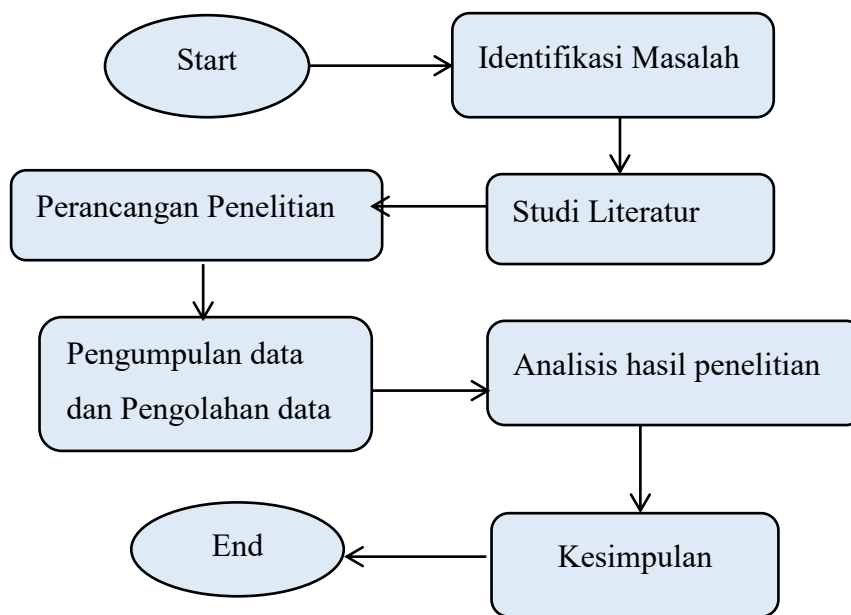 Start
Identifikasi Masalah
Studi Literatur
Perancangan Penelitian
Pengumpulan data
dan Pengolahan data
Analisis hasil penelitian
Kesimpulan
End